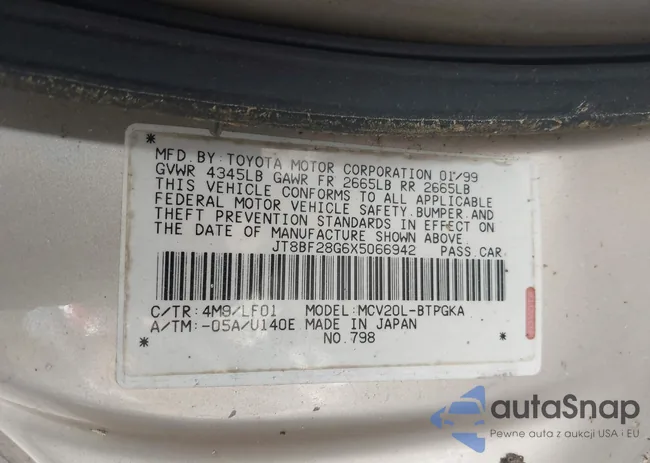 MFD. BY: TOYOTA MOTOR CORPORATION 01/99
GVWR 4345LB GAWR FR 2665LB RR 2665LB
THIS VEHICLE CONFORMS TO ALL APPLICABLE
FEDERAL MOTOR VEHICLE SAFETY, BUMPER, AND
THEFT PREVENTION STANDARDS IN EFFECT ON
THE DATE OF MANUFACTURE SHOWN ABOVE.
JT8BF28G6X5066942 PASS. CAR
C/TR: 4M9/LF01 MODEL: MCV20L-BTPGKA
A/TM: -05A/U140E MADE IN JAPAN
NO. 798
autaSnap
Pewne auta z aukcji USA i EU